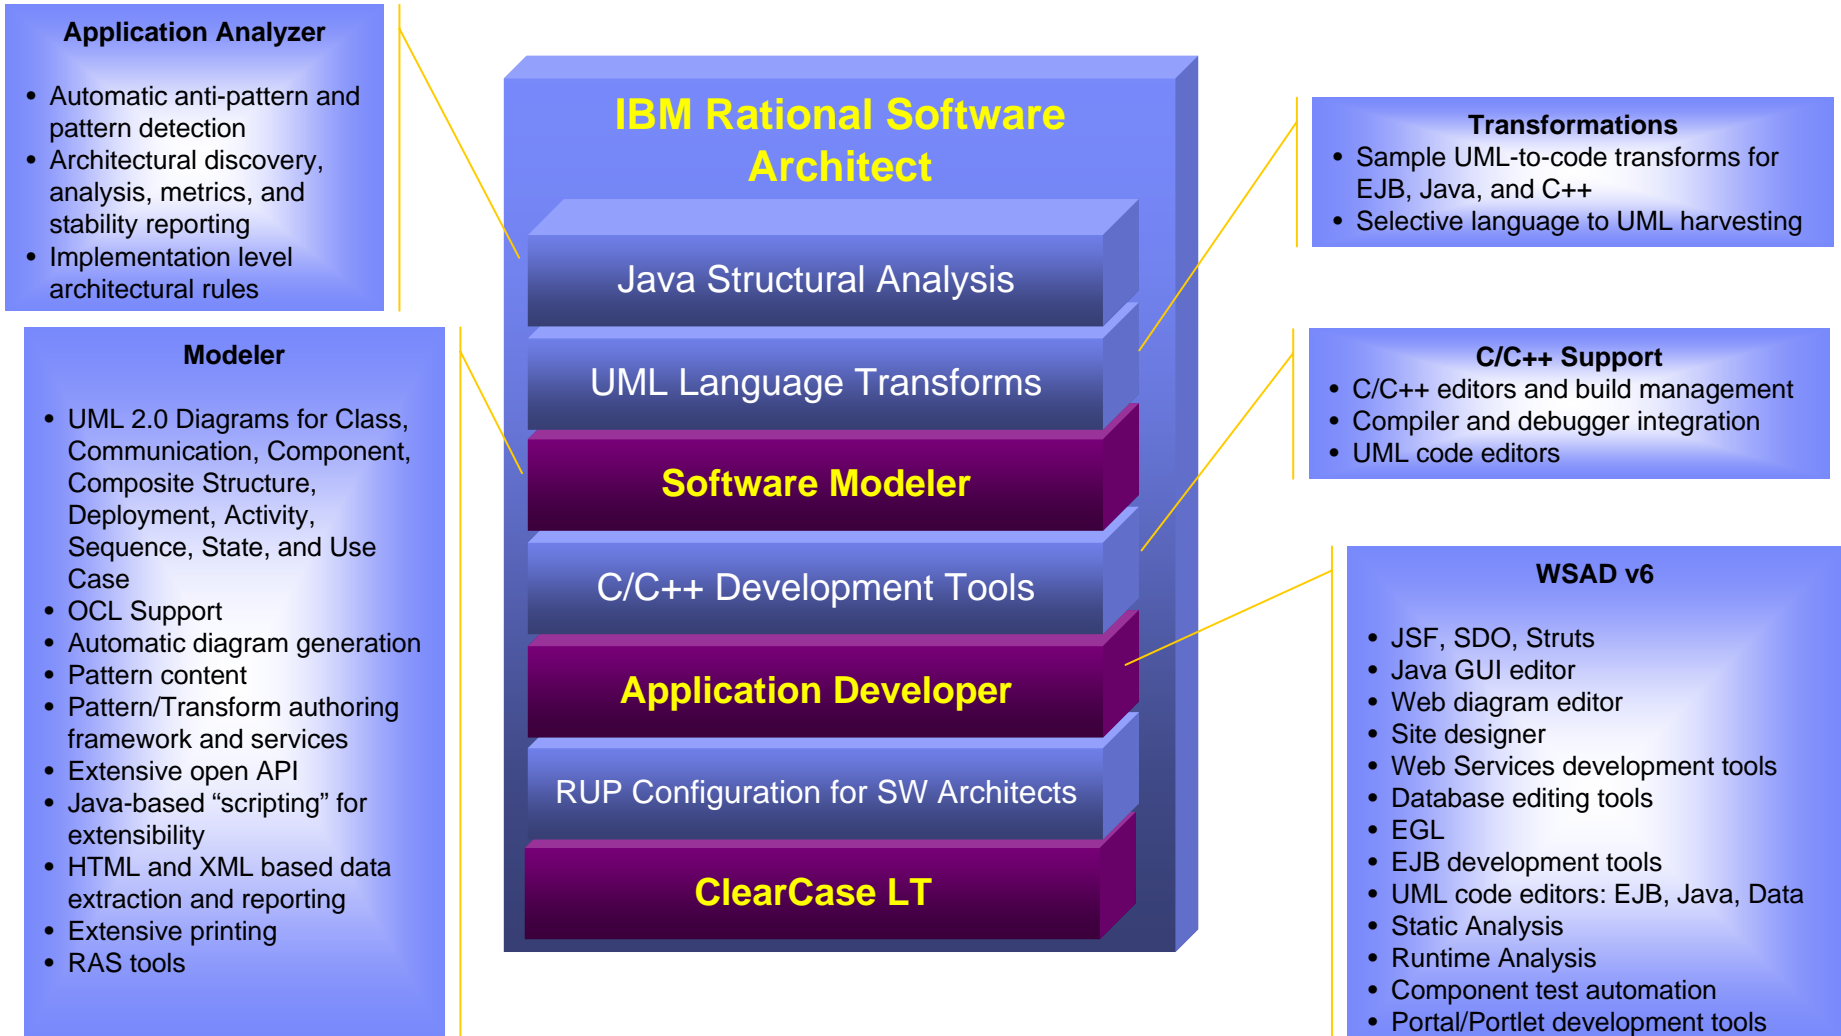 Application Analyzer
• Automatic anti-pattern and
pattern detection
• Architectural discovery,
analysis, metrics, and
stability reporting
• Implementation level
architectural rules
Modeler
• UML 2.0 Diagrams for Class,
Communication, Component,
Composite Structure,
Deployment, Activity,
Sequence, State, and Use
Case
• OCL Support
• Automatic diagram generation
• Pattern content
• Pattern/Transform authoring
framework and services
• Extensive open API
• Java-based “scripting” for
extensibility
• HTML and XML based data
extraction and reporting
• Extensive printing
• RAS tools
IBM Rational Software
Architect
Java Structural Analysis
UML Language Transforms
Software Modeler
C/C++ Development Tools
Application Developer
RUP Configuration for SW Architects
ClearCase LT
Transformations
• Sample UML-to-code transforms for
EJB, Java, and C++
• Selective language to UML harvesting
C/C++ Support
• C/C++ editors and build management
• Compiler and debugger integration
• UML code editors
WSAD v6
• JSF, SDO, Struts
• Java GUI editor
• Web diagram editor
• Site designer
• Web Services development tools
• Database editing tools
• EGL
• EJB development tools
• UML code editors: EJB, Java, Data
• Static Analysis
• Runtime Analysis
• Component test automation
• Portal/Portlet development tools